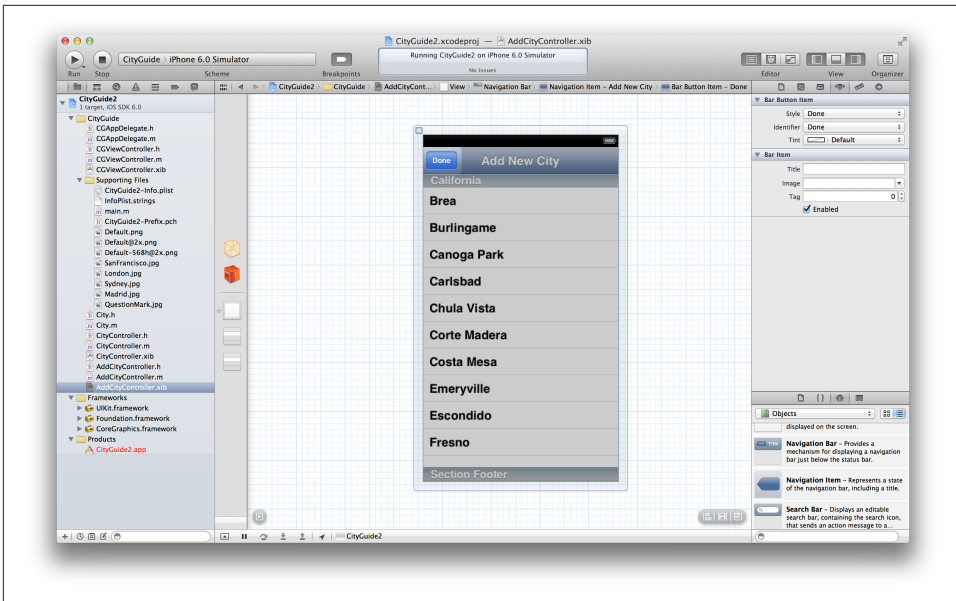 CityGuide2.xcodeproj — AddCityController.xib
CityGuide › iPhone 6.0 Simulator
Running CityGuide2 on iPhone 6.0 Simulator
No Issues
Run Stop Scheme Breakpoints Editor View Organizer
CityGuide2 › CityGuide › AddCityCont... › View › Navigation Bar › Navigation Item – Add New City › Bar Button Item – Done
CityGuide2
1 target, iOS SDK 6.0
CityGuide
CGAppDelegate.h
CGAppDelegate.m
CGViewController.h
CGViewController.m
CGViewController.xib
Supporting Files
CityGuide2-Info.plist
InfoPlist.strings
main.m
CityGuide2-Prefix.pch
Default.png
Default@2x.png
Default-568h@2x.png
SanFrancisco.jpg
London.jpg
Sydney.jpg
Madrid.jpg
QuestionMark.jpg
City.h
City.m
CityController.h
CityController.m
CityController.xib
AddCityController.h
AddCityController.m
AddCityController.xib
Frameworks
UIKit.framework
Foundation.framework
CoreGraphics.framework
Products
CityGuide2.app
Done Add New City
California
Brea
Burlingame
Canoga Park
Carlsbad
Chula Vista
Corte Madera
Costa Mesa
Emeryville
Escondido
Fresno
Section Footer
CityGuide2
Bar Button Item
Style Done
Identifier Done
Tint Default
Bar Item
Title
Image
Tag 0
Enabled
Objects
displayed on the screen.
Navigation Bar – Provides a
mechanism for displaying a navigation
bar just below the status bar.
Title
Navigation Item – Represents a state
of the navigation bar, including a title.
Search Bar – Displays an editable
search bar, containing the search icon,
that sends an action message to a...